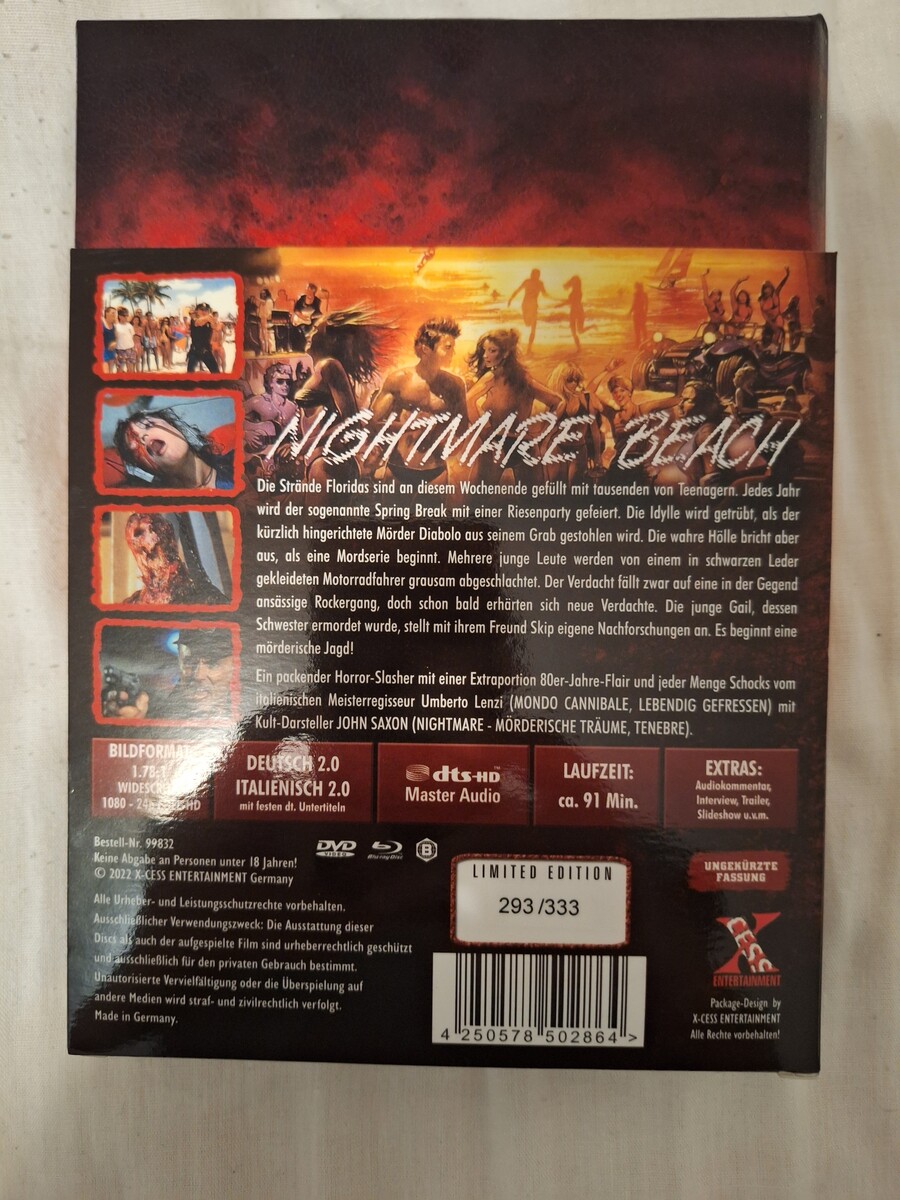 NIGHTMARE BEACH
Die Strände Floridas sind an diesem Wochenende gefüllt mit tausenden von Teenagern. Jedes Jahr
wird der sogenannte Spring Break mit einer Riesenparty gefeiert. Die Idylle wird getrübt, als der
kürzlich hingerichtete Mörder Diabolo aus seinem Grab gestohlen wird. Die wahre Hölle bricht aber
aus, als eine Mordserie beginnt. Mehrere junge Leute werden von einem in schwarzen Leder
gekleideten Motorradfahrer grausam abgeschlachtet. Der Verdacht fällt zwar auf eine in der Gegend
ansässige Rockergang, doch schon bald erhärten sich neue Verdachte. Die junge Gail, dessen
Schwester ermordet wurde, stellt mit ihrem Freund Skip eigene Nachforschungen an. Es beginnt eine
mörderische Jagd!
Ein packender Horror-Slasher mit einer Extraportion 80er-Jahre-Flair und jeder Menge Schocks vom
italienischen Meisterregisseur Umberto Lenzi (MONDO CANNIBALE, LEBENDIG GEFRESSEN) mit
Kult-Darsteller JOHN SAXON (NIGHTMARE - MÖRDERISCHE TRÄUME, TENEBRE).
BILDFORMAT:
1.78:1
WIDESCREEN
1080 - 24p HD
DEUTSCH 2.0
ITALIENISCH 2.0
mit festen dt. Untertiteln
dts-HD™
Master Audio
LAUFZEIT:
ca. 91 Min.
EXTRAS:
Audiokommentar,
Interview, Trailer,
Slideshow u.v.m.
Bestell-Nr. 99832
Keine Abgabe an Personen unter 18 Jahren!
© 2022 X-CESS ENTERTAINMENT Germany
DVD VIDEO Blu-ray Disc B
Alle Urheber- und Leistungsschutzrechte vorbehalten.
Ausschließlicher Verwendungszweck: Die Ausstattung dieser
Discs als auch der aufgespielte Film sind urheberrechtlich geschützt
und ausschließlich für den privaten Gebrauch bestimmt.
Unautorisierte Vervielfältigung oder die Überspielung auf
andere Medien wird straf- und zivilrechtlich verfolgt.
Made in Germany.
LIMITED EDITION
293/333
4 250578 502864 >
UNGEKÜRZTE
FASSUNG
X-CESS
ENTERTAINMENT
Package-Design by
X-CESS ENTERTAINMENT
Alle Rechte vorbehalten!